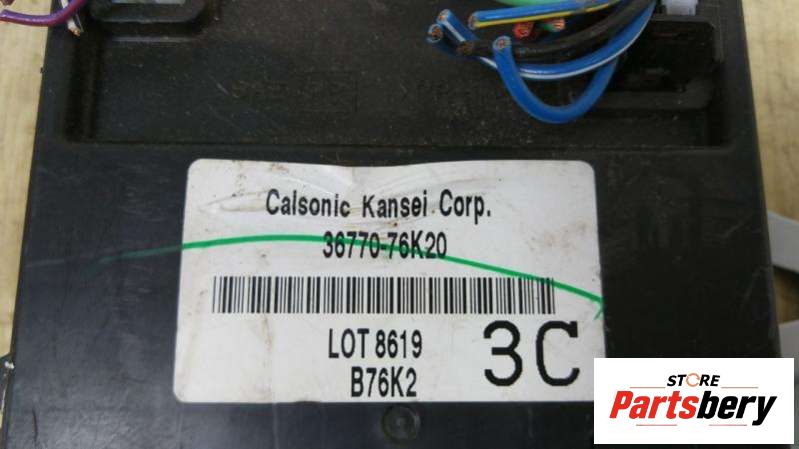 Calsonic Kansei Corp.
36770-76K20
LOT 8619
B76K2
3C
STORE
Partsbery